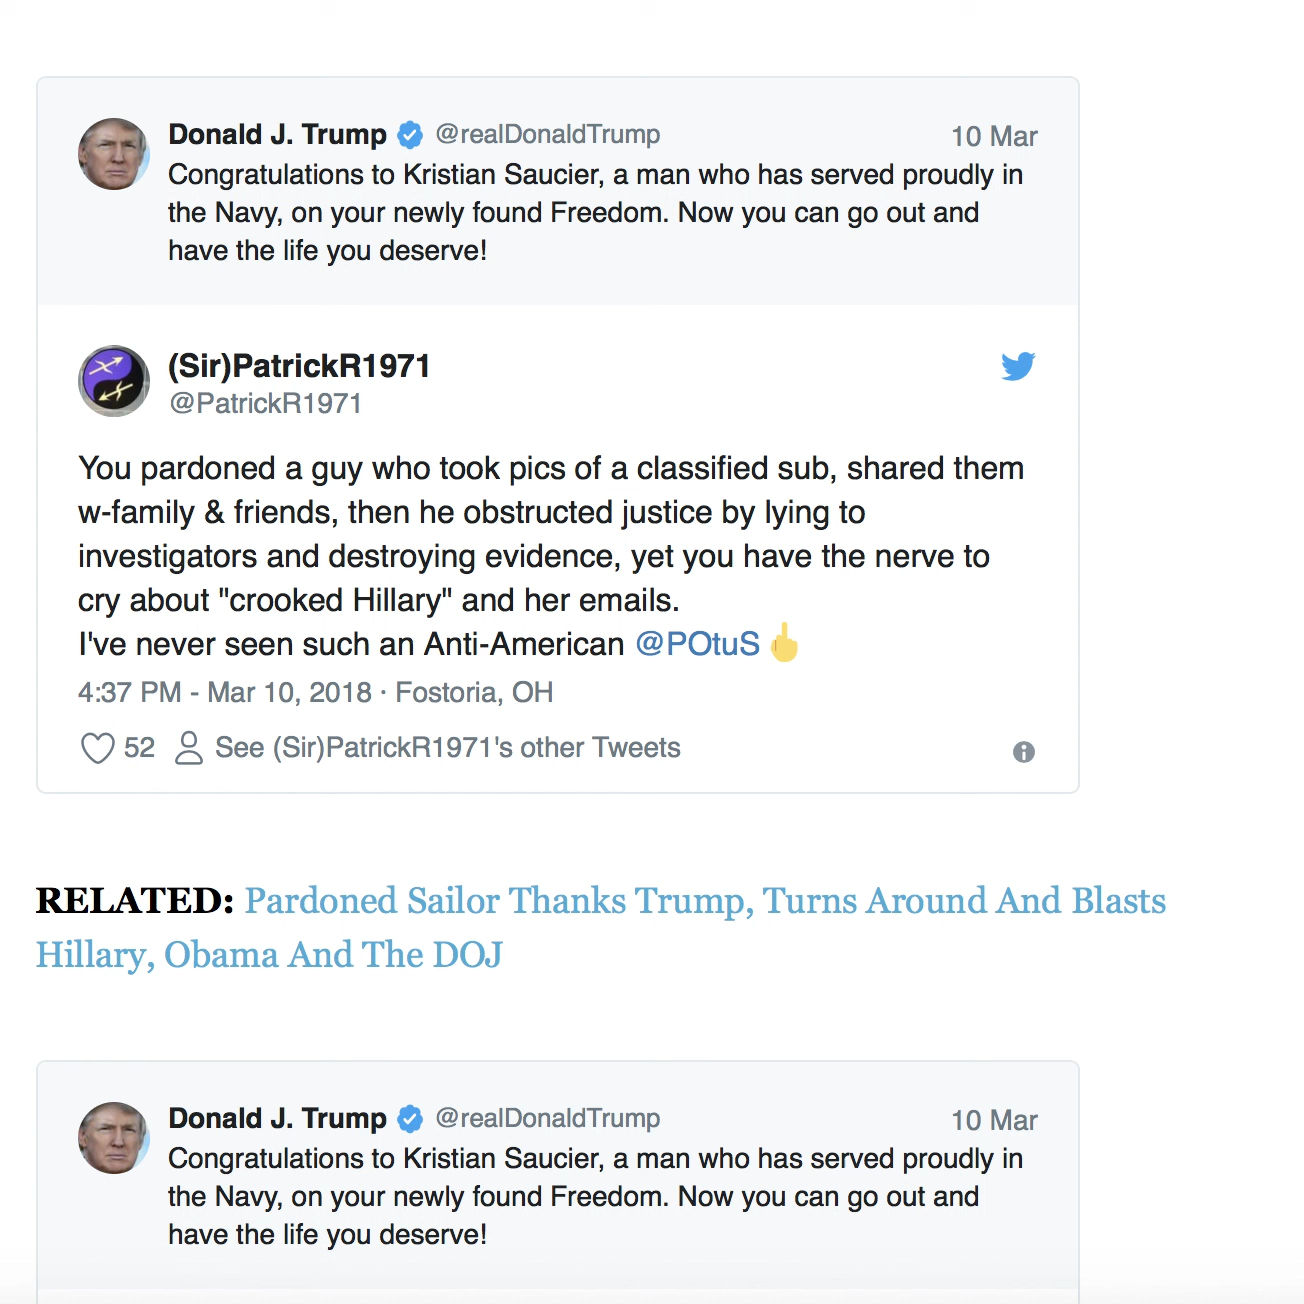 Donald J. Trump @realDonaldTrump 10 Mar
Congratulations to Kristian Saucier, a man who has served proudly in
the Navy, on your newly found Freedom. Now you can go out and
have the life you deserve!
(Sir)PatrickR1971
@PatrickR1971
You pardoned a guy who took pics of a classified sub, shared them
w-family & friends, then he obstructed justice by lying to
investigators and destroying evidence, yet you have the nerve to
cry about "crooked Hillary" and her emails.
I've never seen such an Anti-American @POtuS🖕
4:37 PM - Mar 10, 2018 · Fostoria, OH
52 See (Sir)PatrickR1971's other Tweets
RELATED: Pardoned Sailor Thanks Trump, Turns Around And Blasts
Hillary, Obama And The DOJ
Donald J. Trump @realDonaldTrump 10 Mar
Congratulations to Kristian Saucier, a man who has served proudly in
the Navy, on your newly found Freedom. Now you can go out and
have the life you deserve!